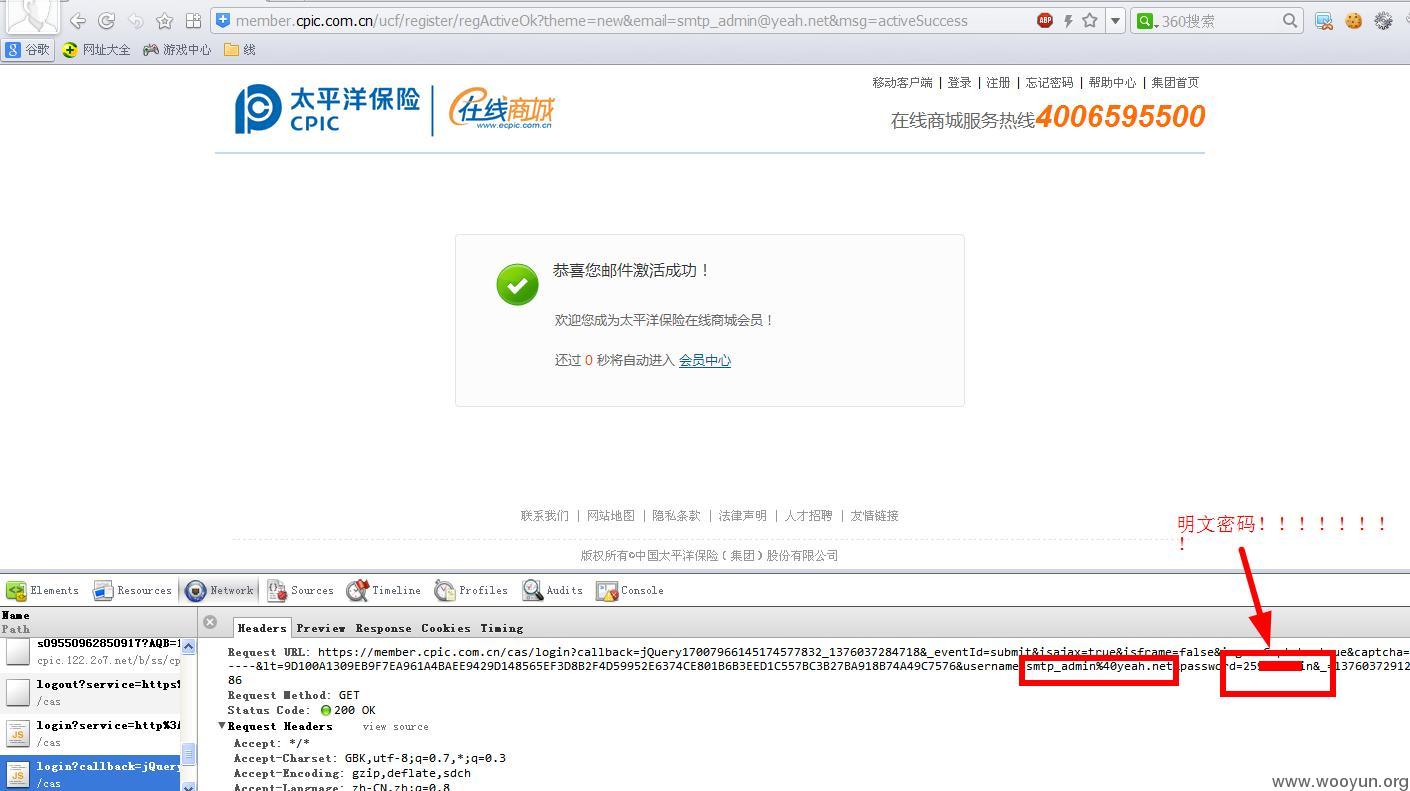 member.cpic.com.cn/ucf/register/regActiveOk?theme=new&email=smtp_admin@yeah.net&msg=activeSuccess
ABP
360搜索
谷歌 网址大全 游戏中心 线
太平洋保险
CPIC
在线商城
www.ecpic.com.cn
移动客户端 | 登录 | 注册 | 忘记密码 | 帮助中心 | 集团首页
在线商城服务热线4006595500
恭喜您邮件激活成功！
欢迎您成为太平洋保险在线商城会员！
还过 0 秒将自动进入 会员中心
联系我们 | 网站地图 | 隐私条款 | 法律声明 | 人才招聘 | 友情链接
版权所有©中国太平洋保险（集团）股份有限公司
明文密码！！！！！！！
！
Elements Resources Network Sources Timeline Profiles Audits Console
Name
Path
s09550962850917?AQB=1
cpic.122.2o7.net/b/ss/cp
logout?service=https%
/cas
login?service=http%3A
/cas
login?callback=jQuery
/cas
Headers Preview Response Cookies Timing
Request URL: https://member.cpic.com.cn/cas/login?callback=jQuery17007966145174577832_1376037284718&_eventId=submit&isajax=true&isframe=false&
true&captcha=
----&lt=9D100A1309EB9F7EA961A4BAEE9429D148565EF3D8B2F4D59952E6374CE801B6B3EED1C557BC3B27BA918B74A49C7576&username=smtp_admin%40yeah.net&password=25
in&_=13760372912
86
Request Method: GET
Status Code: 200 OK
Request Headers view source
Accept: */*
Accept-Charset: GBK,utf-8;q=0.7,*;q=0.3
Accept-Encoding: gzip,deflate,sdch
Accept-Language: zh-CN,zh;q=0.8
www.wooyun.org